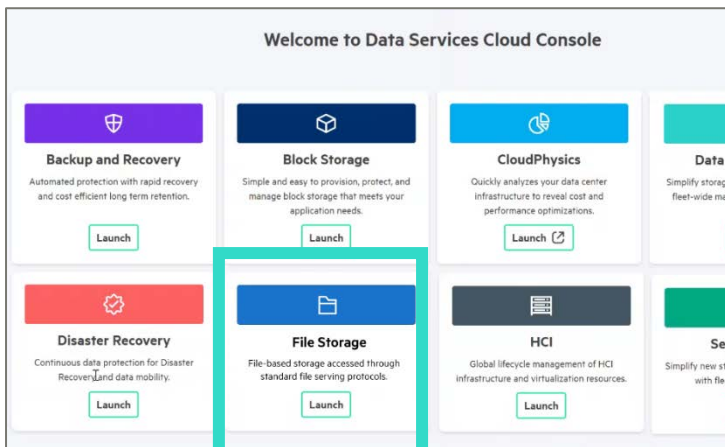 Welcome to Data Services Cloud Console
Backup and Recovery
Automated protection with rapid recovery
and cost efficient long term retention.
Launch
Block Storage
Simple and easy to provision, protect, and
manage block storage that meets your
application needs.
Launch
CloudPhysics
Quickly analyzes your data center
infrastructure to reveal cost and
performance optimizations.
Launch
Data
Simplify storag
fleet-wide ma
Disaster Recovery
Continuous data protection for Disaster
Recovery and data mobility.
Launch
File Storage
File-based storage accessed through
standard file serving protocols.
Launch
HCI
Global lifecycle management of HCI
infrastructure and virtualization resources.
Launch
Se
Simplify new st
with fle